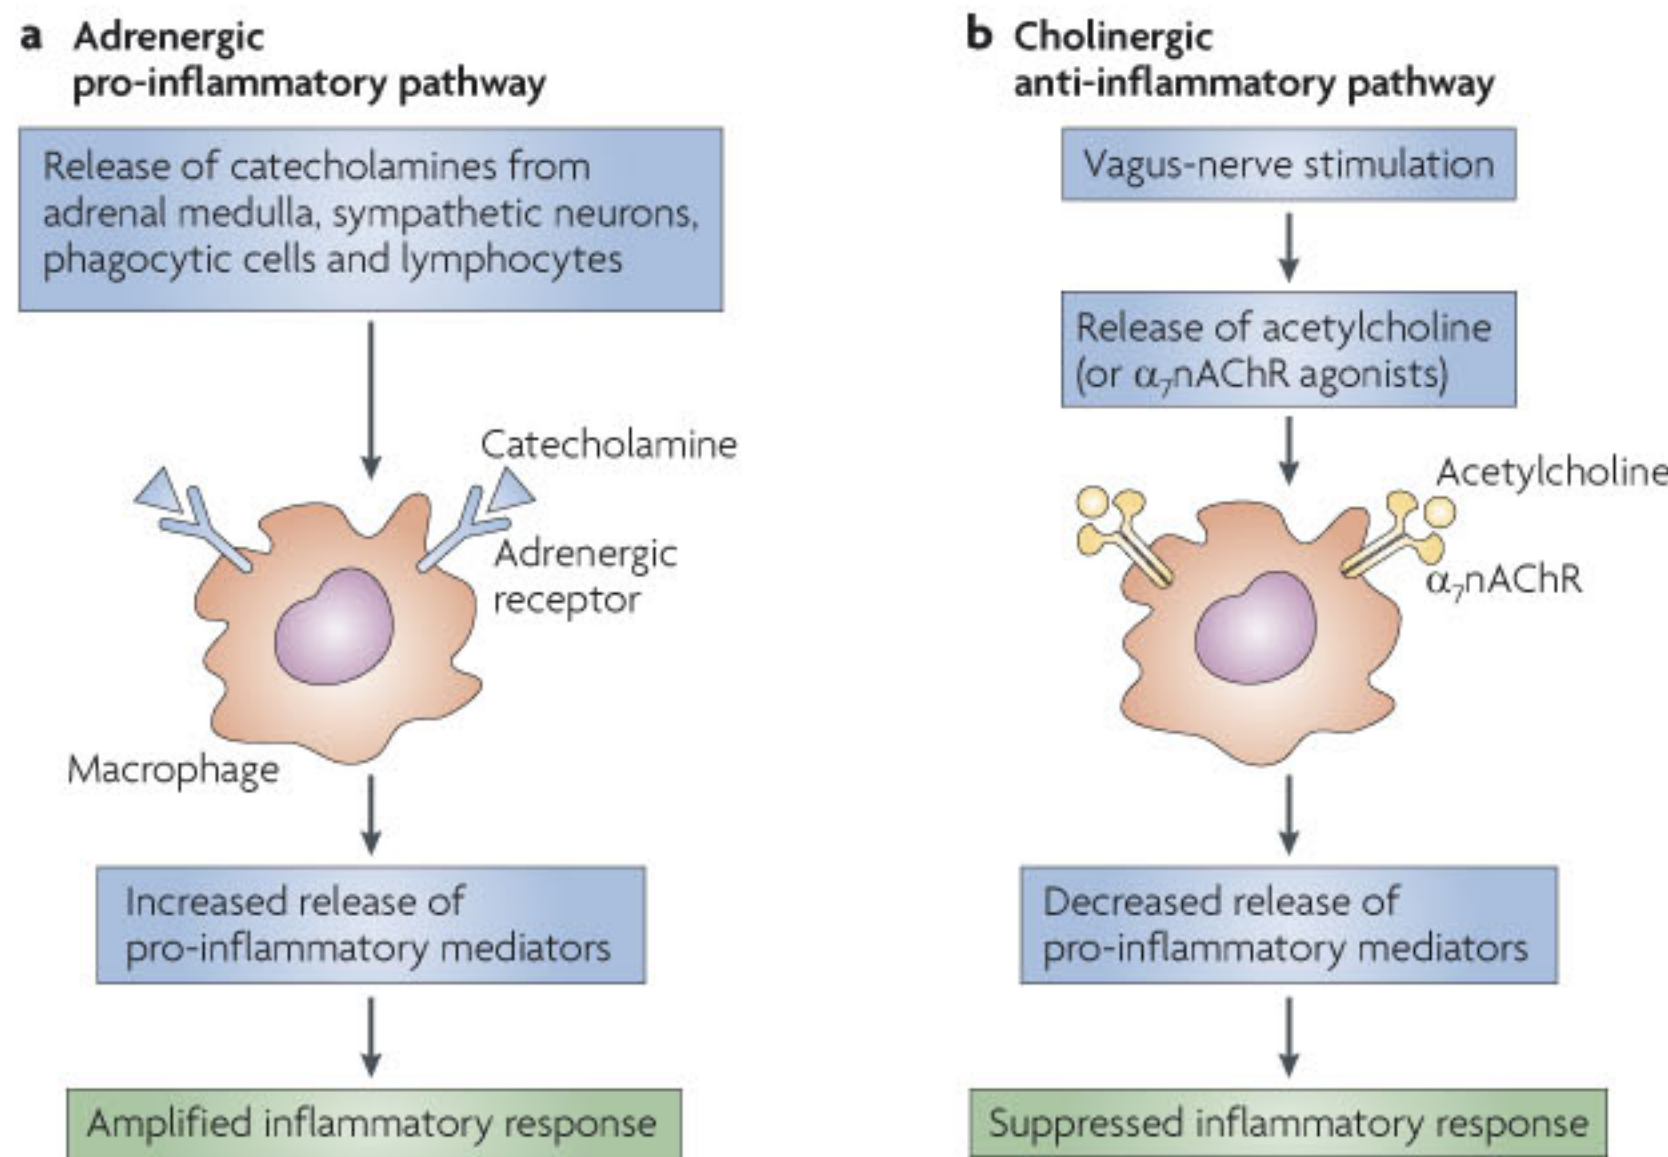 a Adrenergic
pro-inflammatory pathway
Release of catecholamines from
adrenal medulla, sympathetic neurons,
phagocytic cells and lymphocytes
Catecholamine
Adrenergic
receptor
Macrophage
Increased release of
pro-inflammatory mediators
Amplified inflammatory response
b Cholinergic
anti-inflammatory pathway
Vagus-nerve stimulation
Release of acetylcholine
(or α₇nAChR agonists)
Acetylcholine
α₇nAChR
Decreased release of
pro-inflammatory mediators
Suppressed inflammatory response